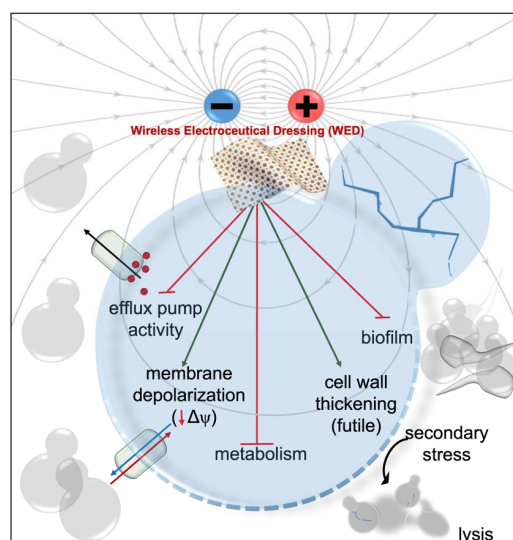 − +
Wireless Electroceutical Dressing (WED)
efflux pump
activity
biofilm
membrane
depolarization
(↓ Δψ)
cell wall
thickening
(futile)
metabolism
secondary
stress
lysis